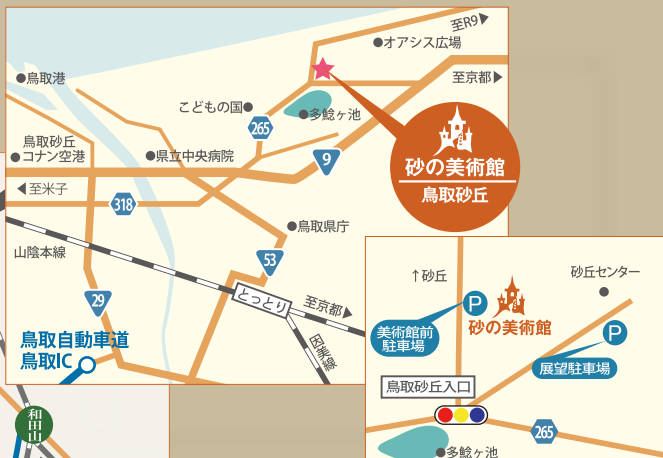 至R9▶
●オアシス広場
●鳥取港
至京都▶
こどもの国●
●多鯰ヶ池
265
鳥取砂丘
●コナン空港
●県立中央病院
9
砂の美術館
鳥取砂丘
◀至米子
318
●鳥取県庁
山陰本線
53
とっとり
至京都▶
29
因美線
鳥取自動車道
鳥取IC
和田山
↑砂丘
砂丘センター
P
砂の美術館
美術館前
駐車場
P
展望駐車場
鳥取砂丘入口
265
●多鯰ヶ池